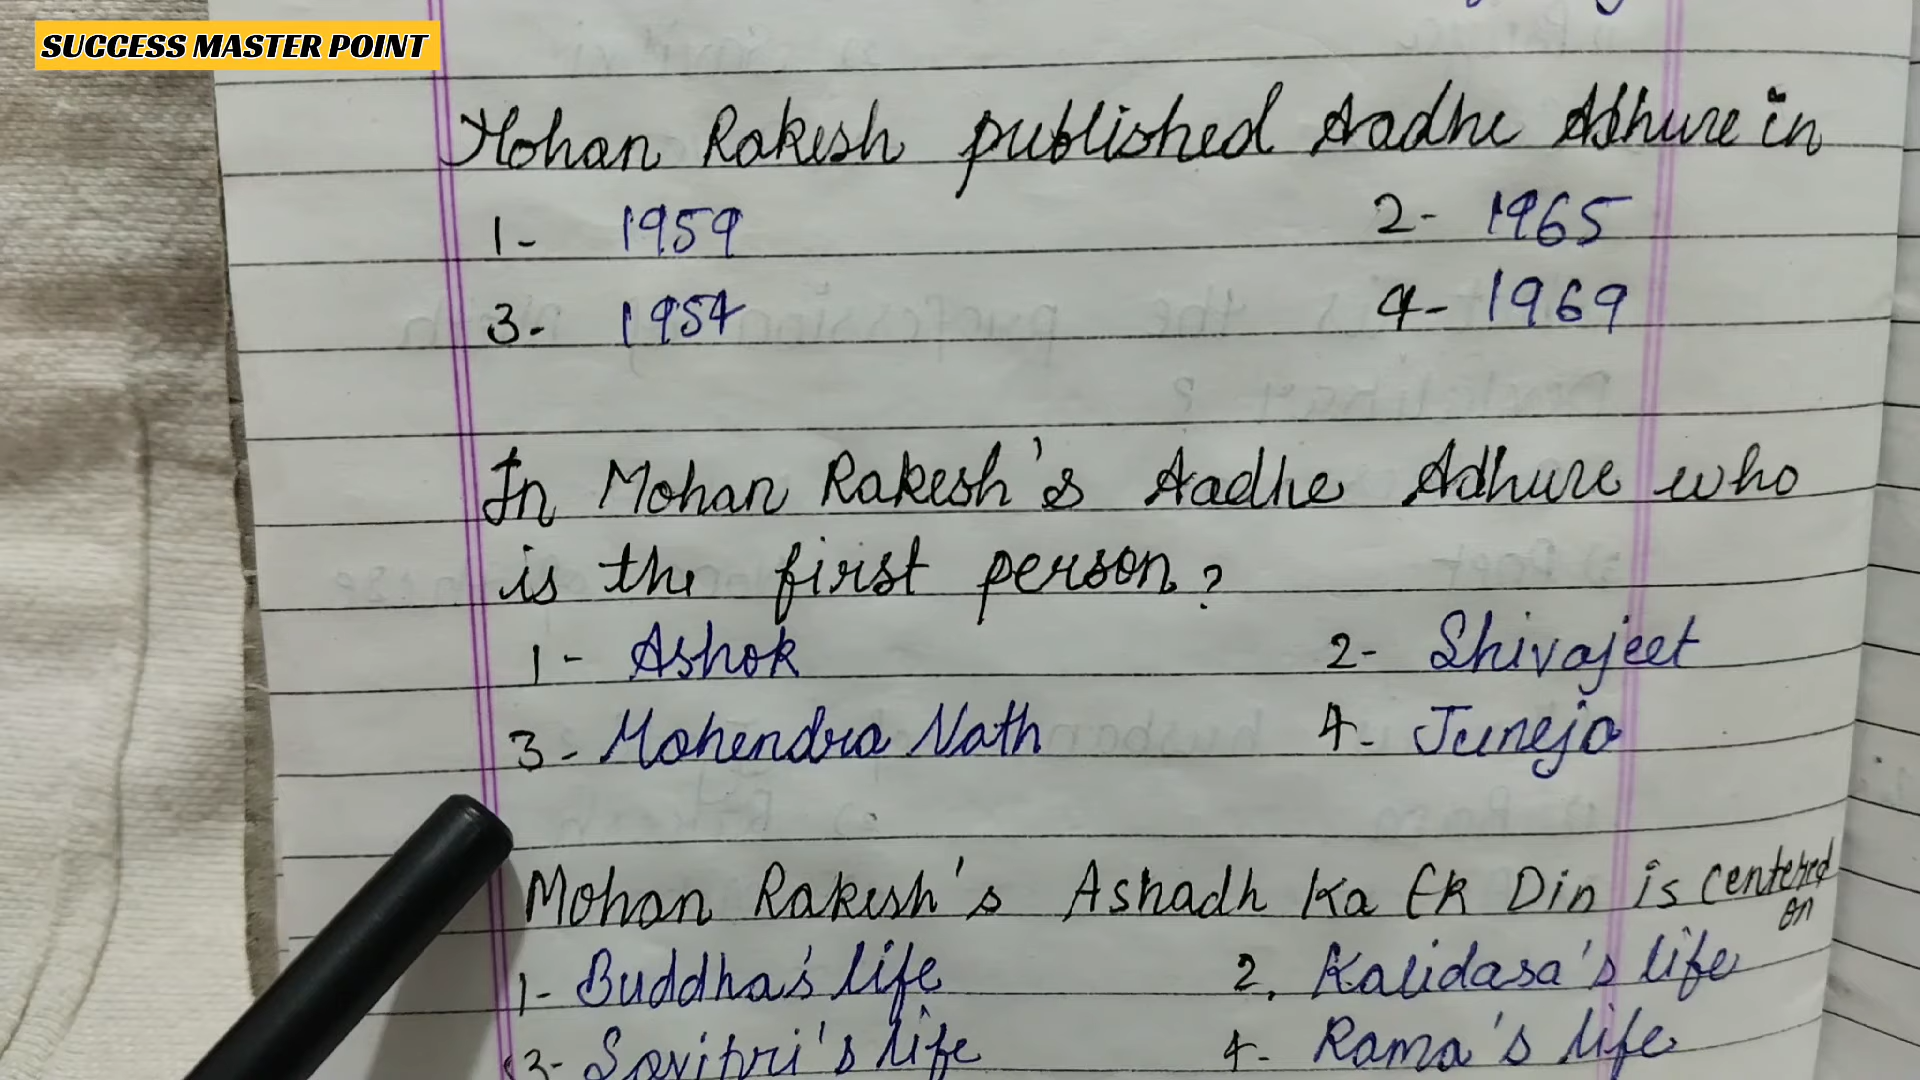 SUCCESS MASTER POINT
Mohan Rakesh published Aadhe Adhure in
1- 1959 2- 1965
3- 1954 4- 1969
In Mohan Rakesh's Aadhe Adhure who
is the first person?
1- Ashok 2- Shivajeet
3- Mohendra Nath 4- Juneja
Mohan Rakesh's Ashadh Ka Ek Din is centered
on
1- Buddha's life 2. Kalidasa's life
3- Savitri's life 4- Rama's life